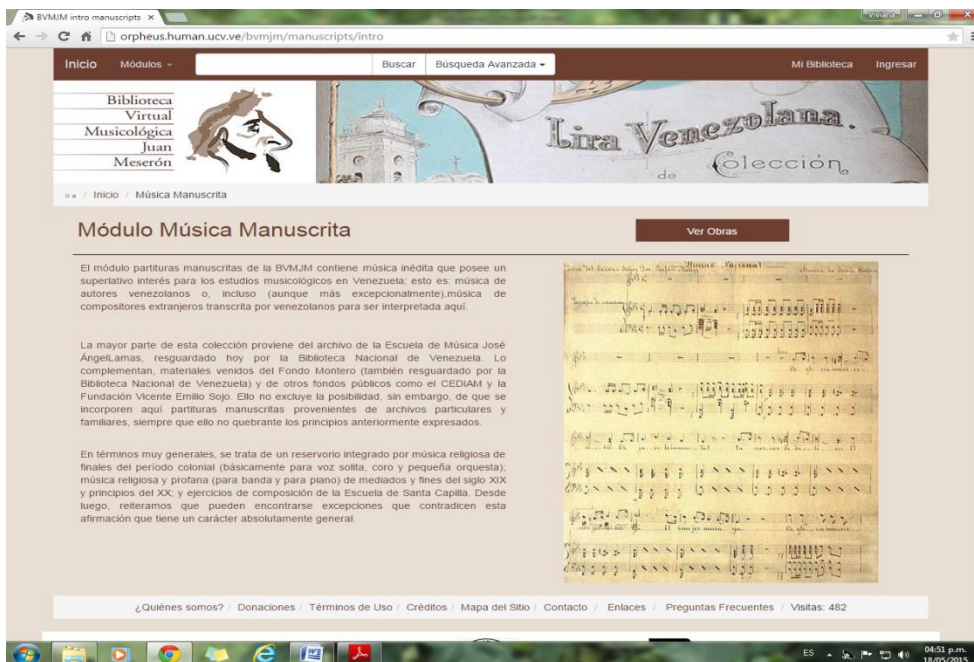 BVMJM intro manuscripts
Viviana
orpheus.human.ucv.ve/bvmjm/manuscripts/intro
Inicio Módulos Buscar Búsqueda Avanzada Mi Biblioteca Ingresar
Biblioteca
Virtual
Musicológica
Juan
Meserón
Lira Venezolana.
Colección
de
Ira / Inicio / Música Manuscrita
Módulo Música Manuscrita
Ver Obras
El módulo partituras manuscritas de la BVMJM contiene música inédita que posee un
superlativo interés para los estudios musicológicos en Venezuela; esto es: música de
autores venezolanos o, incluso (aunque más excepcionalmente),música de
compositores extranjeros transcrita por venezolanos para ser interpretada aquí.
La mayor parte de esta colección proviene del archivo de la Escuela de Música José
ÁngelLamas, resguardado hoy por la Biblioteca Nacional de Venezuela. Lo
complementan, materiales venidos del Fondo Montero (también resguardado por la
Biblioteca Nacional de Venezuela) y de otros fondos públicos como el CEDIAM y la
Fundación Vicente Emilio Sojo. Ello no excluye la posibilidad, sin embargo, de que se
incorporen aquí partituras manuscritas provenientes de archivos particulares y
familiares, siempre que ello no quebrante los principios anteriormente expresados.
En términos muy generales, se trata de un reservorio integrado por música religiosa de
finales del período colonial (básicamente para voz solita, coro y pequeña orquesta);
música religiosa y profana (para banda y para piano) de mediados y fines del siglo XIX
y principios del XX; y ejercicios de composición de la Escuela de Santa Capilla. Desde
luego, reiteramos que pueden encontrarse excepciones que contradicen esta
afirmación que tiene un carácter absolutamente general.
Himno Nacional
¿Quiénes somos? / Donaciones / Términos de Uso / Créditos / Mapa del Sitio / Contacto / Enlaces / Preguntas Frecuentes / Visitas: 482
ES
04:51 p.m.
18/05/2015